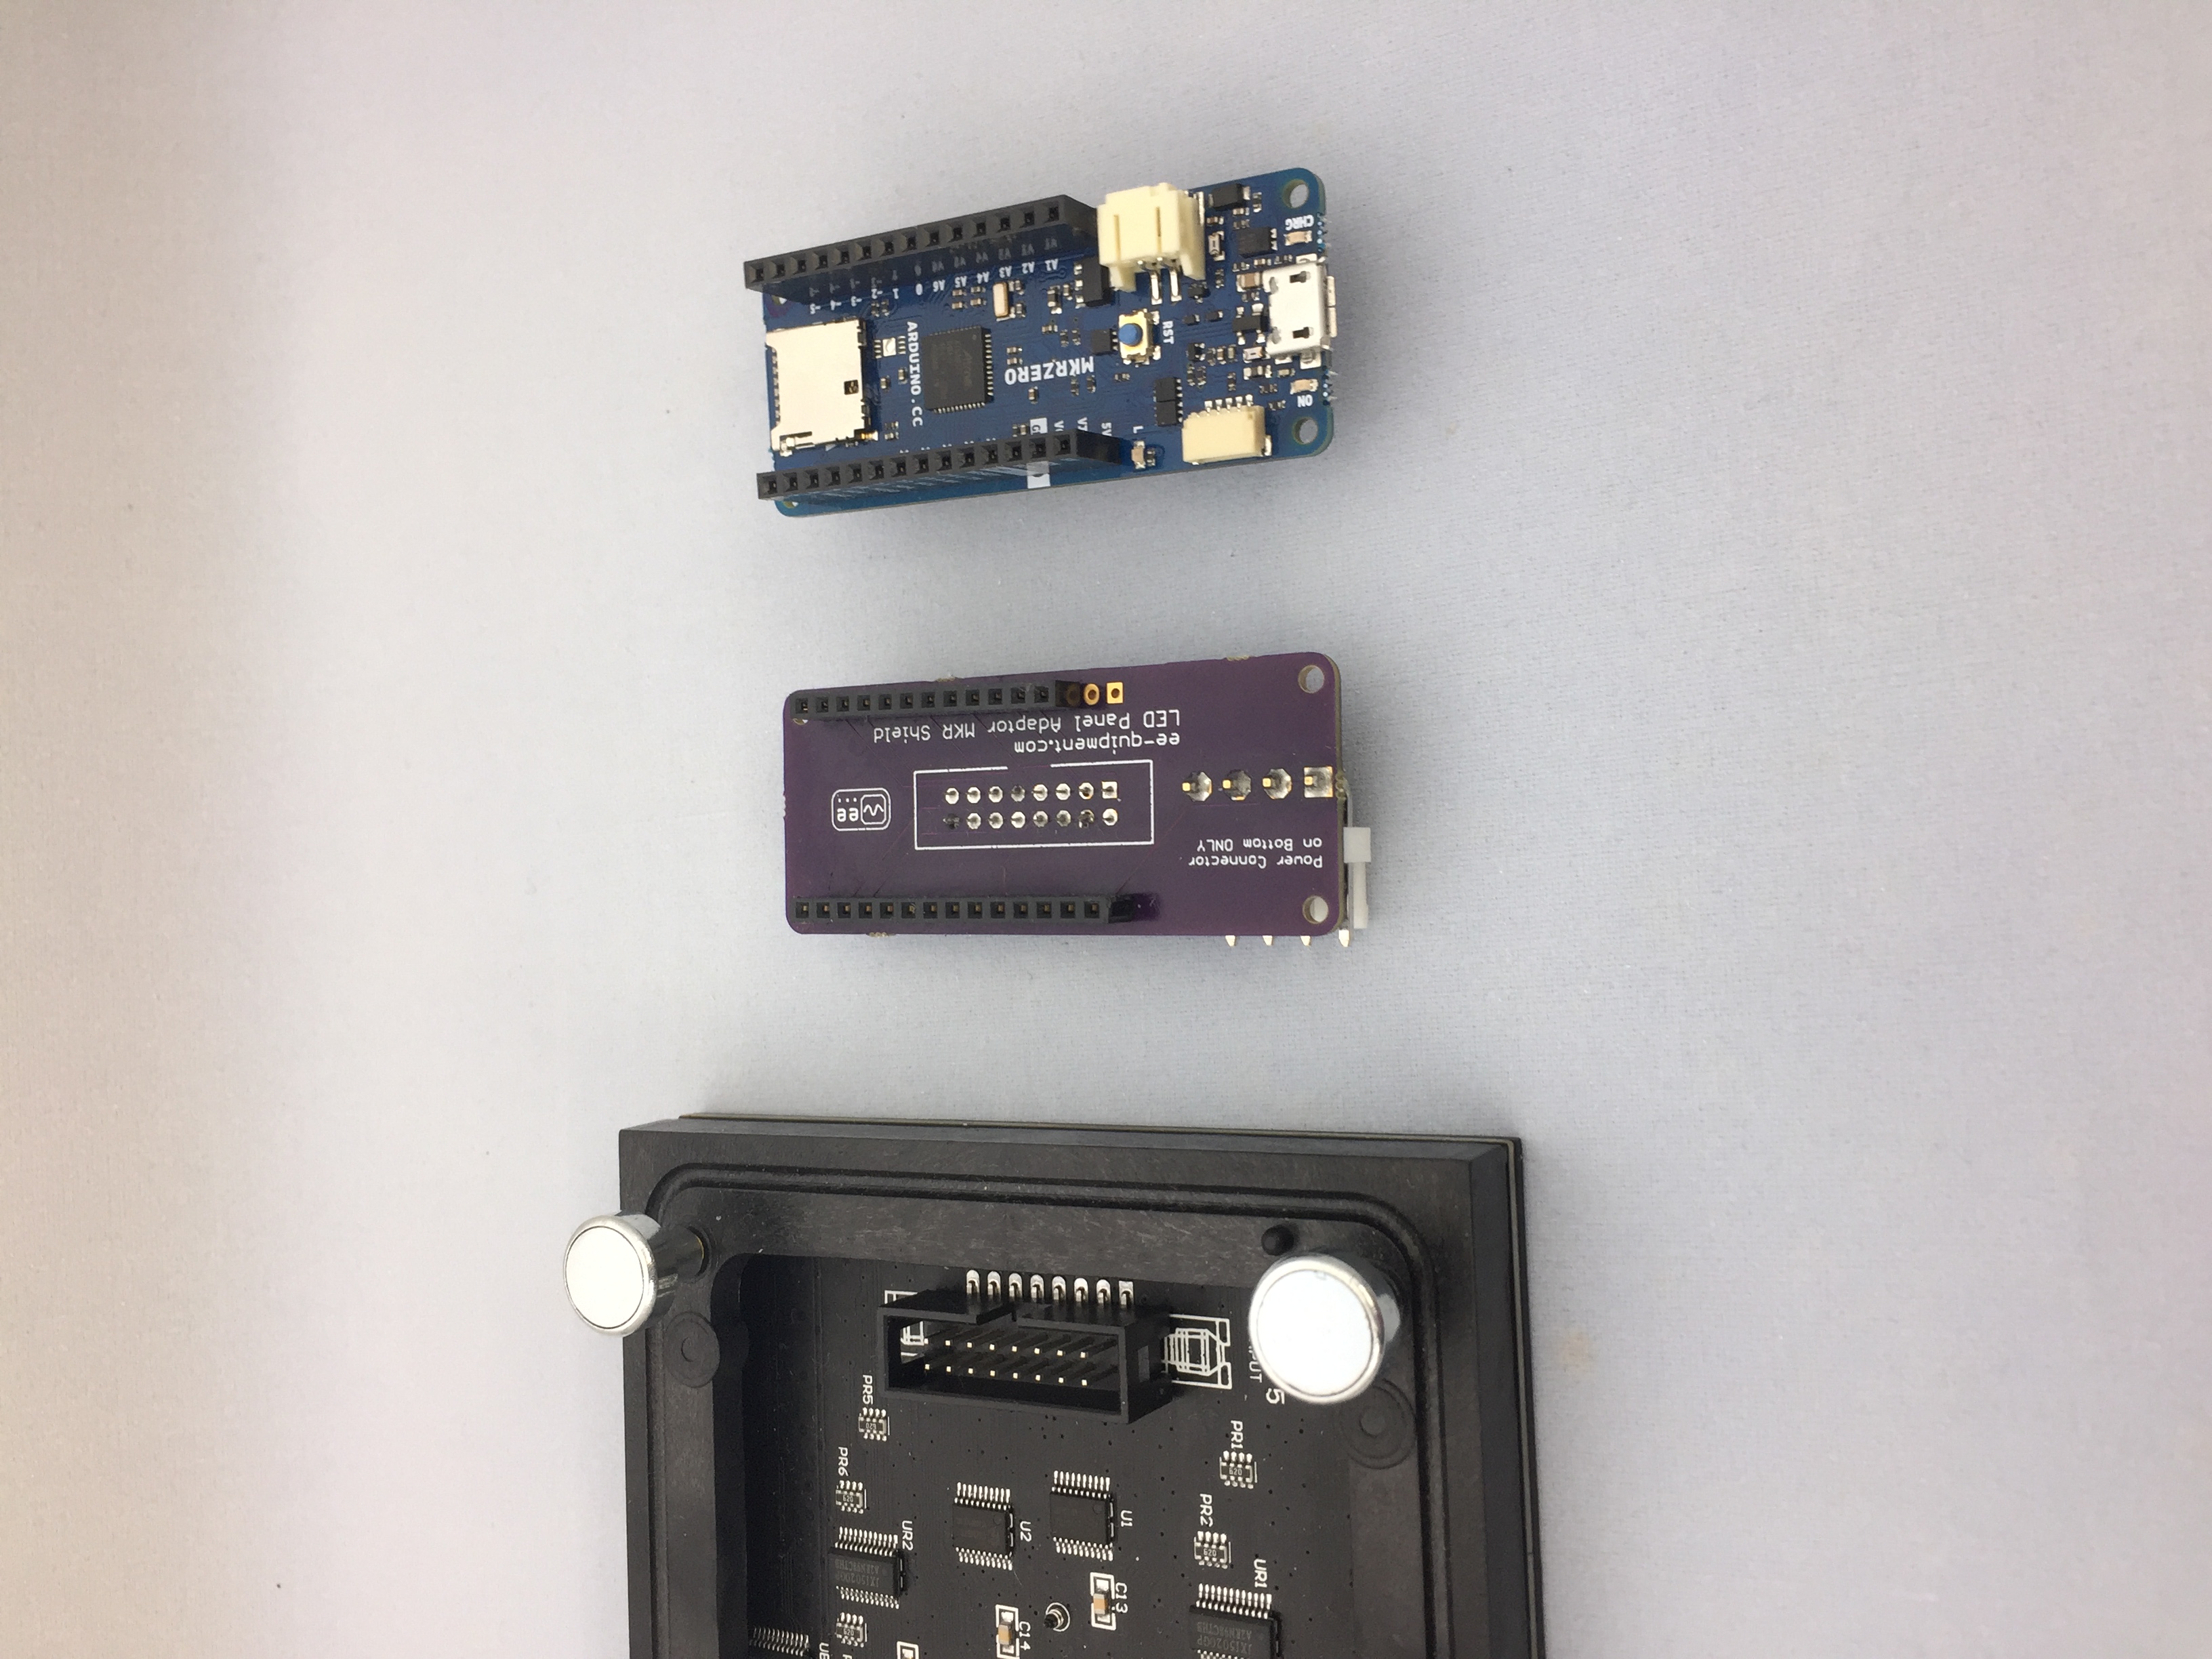 PR6
PR5
UR2
U2
C14
U1
C13
PR2
PR1
UR1
ee
ee-quipment.com
LED Panel Adaptor MKR Shield
Power Connector
on Bottom ONLY
ARDUINO.CC
MKRZERO
A1 A2 A3 A4 A5 A6 0 1 ~2 ~3 ~4 ~5
5V
L
RST
ON
CHRG